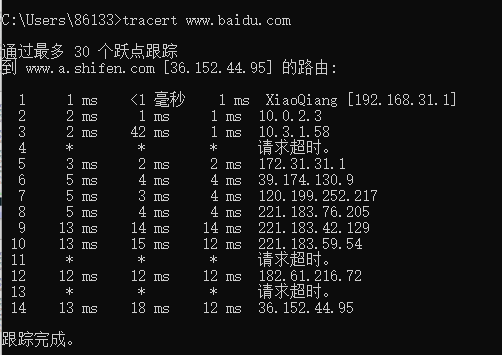 C:\Users\86133>tracert www.baidu.com
通过最多 30 个跃点跟踪
到 www.a.shifen.com [36.152.44.95] 的路由:
1 1 ms <1 毫秒 1 ms XiaoQiang [192.168.31.1]
2 2 ms 1 ms 1 ms 10.0.2.3
3 2 ms 42 ms 1 ms 10.3.1.58
4 * * * 请求超时。
5 3 ms 2 ms 2 ms 172.31.31.1
6 5 ms 4 ms 4 ms 39.174.130.9
7 5 ms 3 ms 4 ms 120.199.252.217
8 5 ms 4 ms 4 ms 221.183.76.205
9 13 ms 14 ms 14 ms 221.183.42.129
10 13 ms 15 ms 12 ms 221.183.59.54
11 * * * 请求超时。
12 12 ms 12 ms 12 ms 182.61.216.72
13 * * * 请求超时。
14 13 ms 18 ms 12 ms 36.152.44.95
跟踪完成。